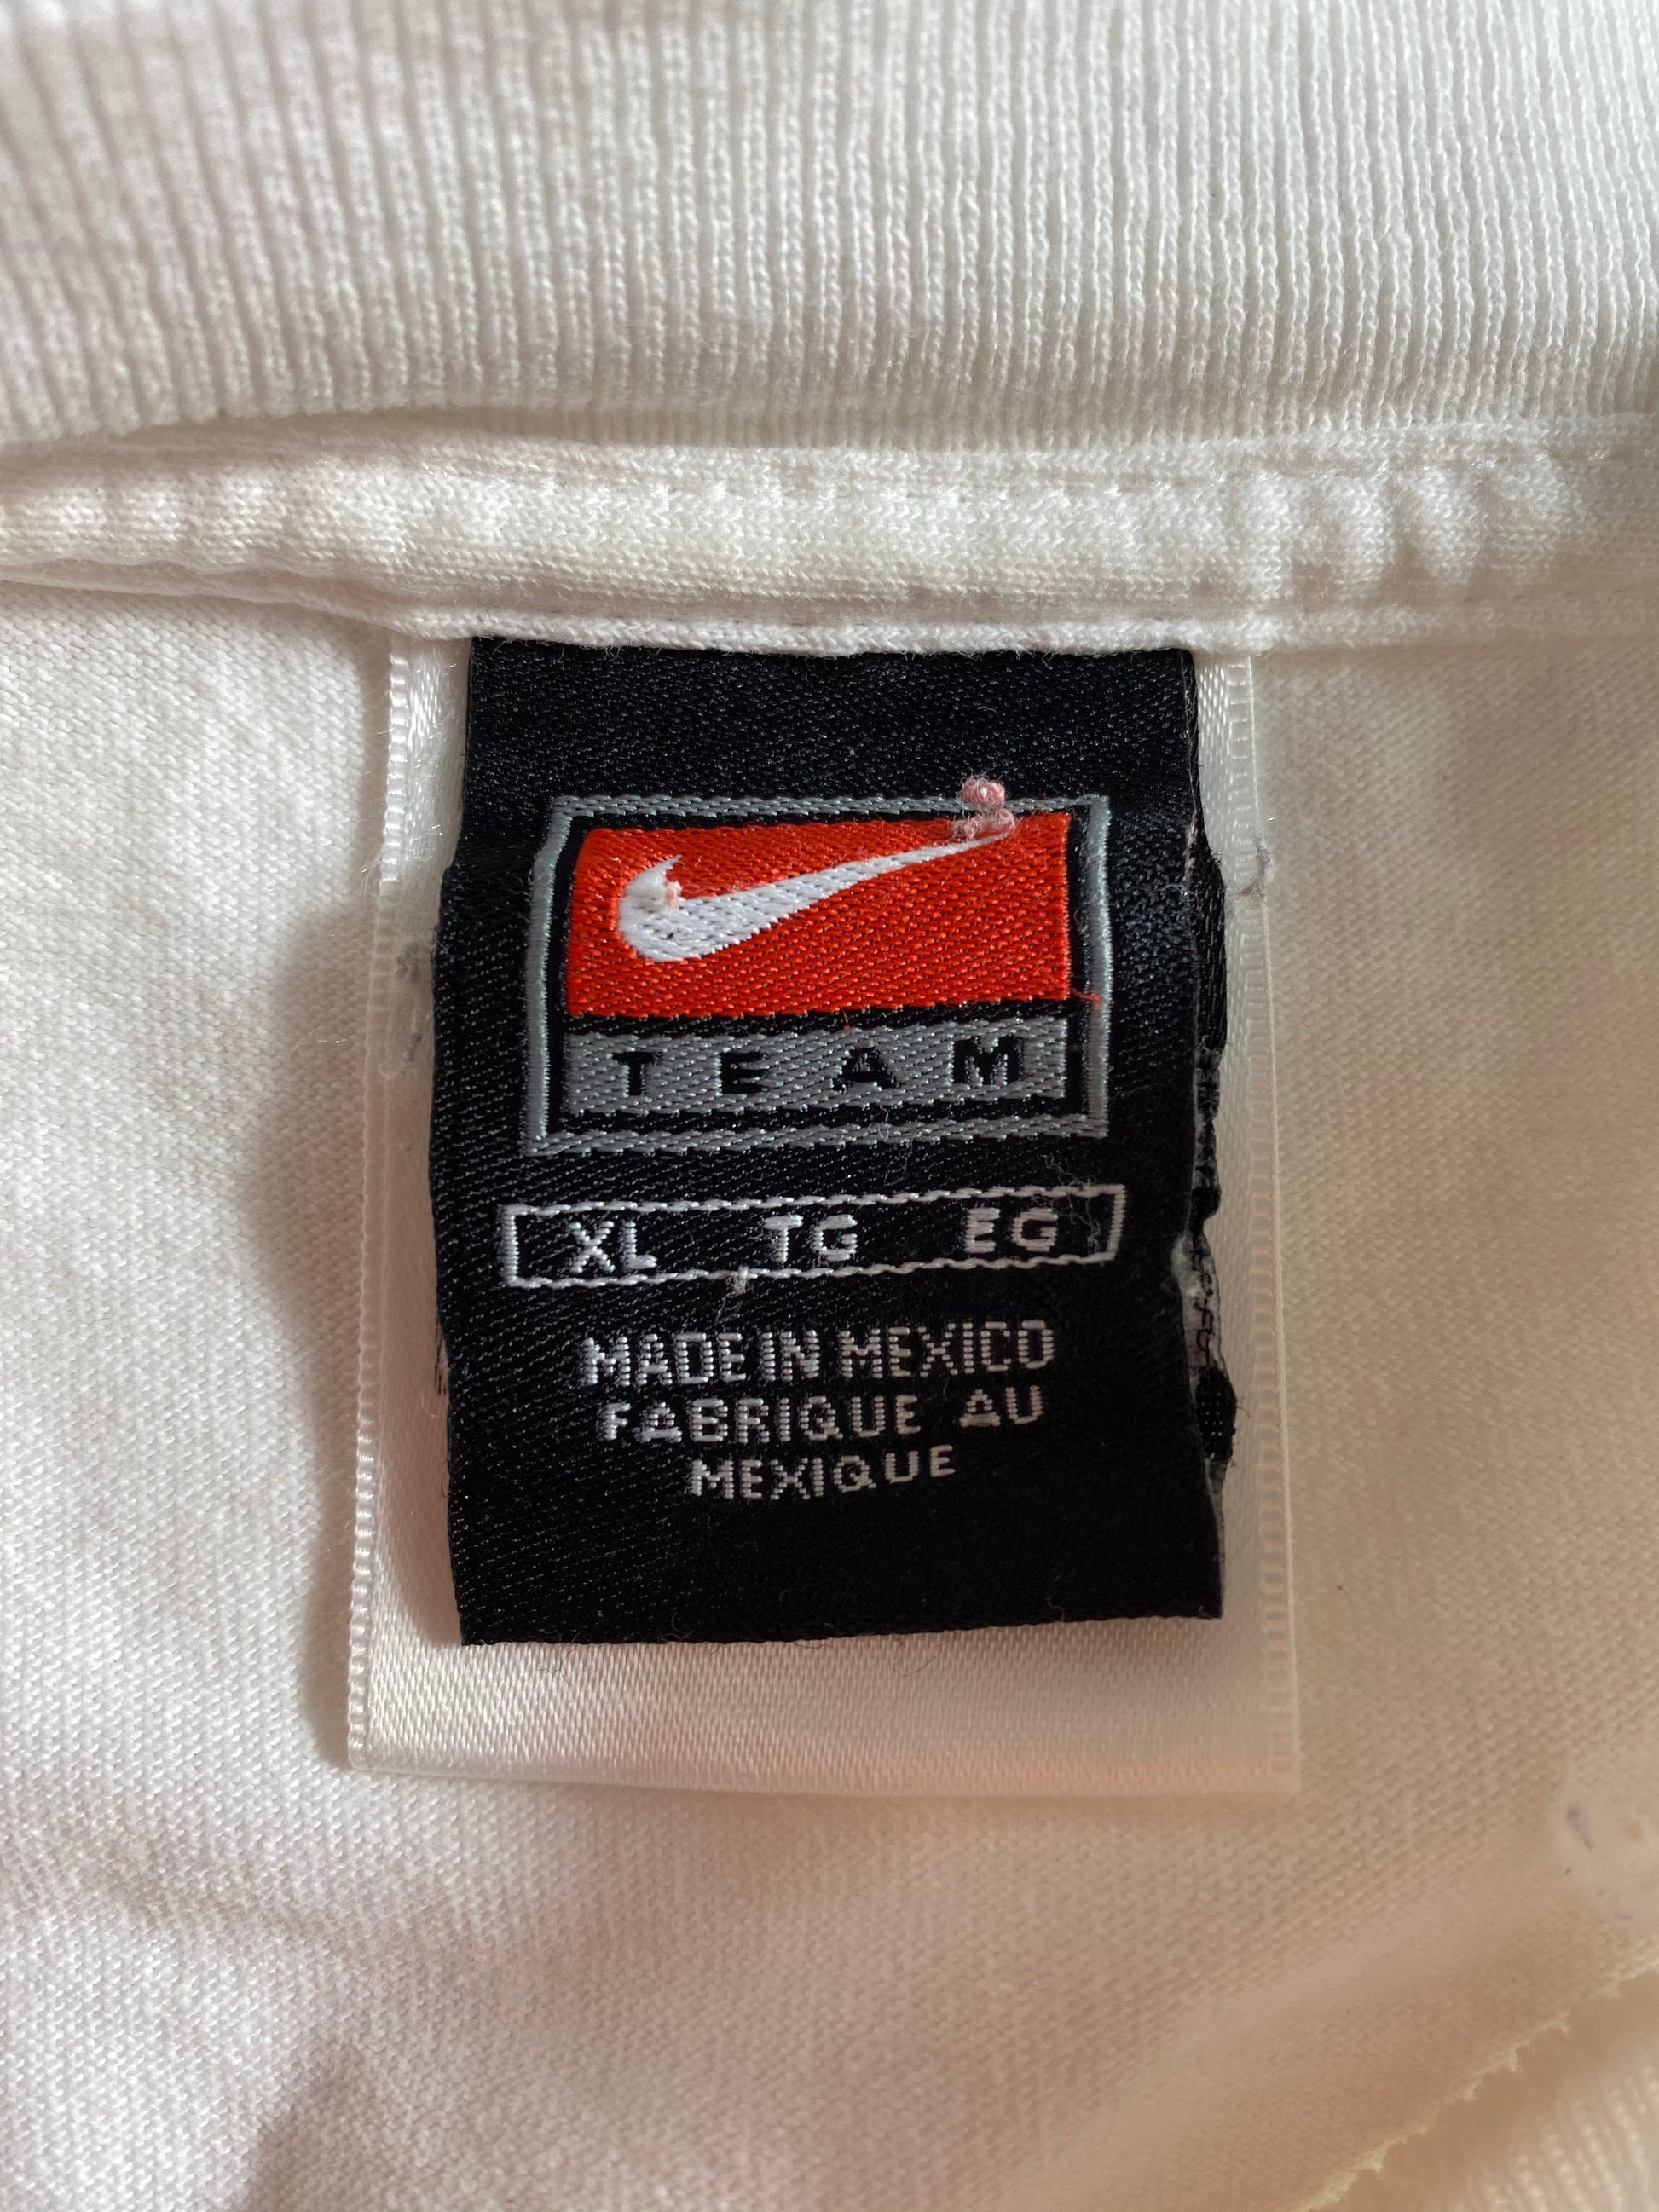 TEAM
XL TG EG
MADE IN MEXICO
FABRIQUE AU
MEXIQUE